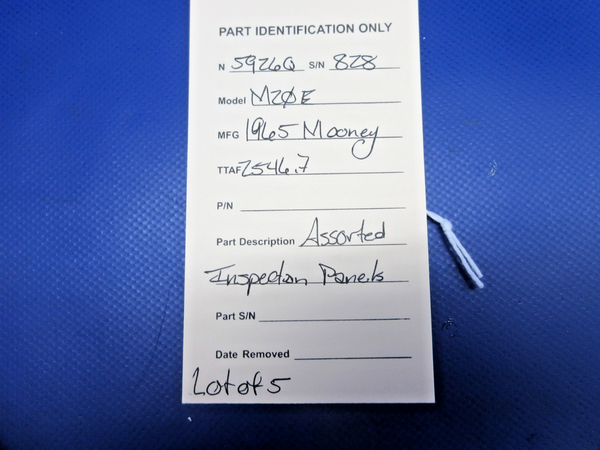 PART IDENTIFICATION ONLY
N 5926Q S/N 828
Model M20E
MFG 1965 Mooney
TTAF 2546.7
P/N
Part Description Assorted
Inspection Panels
Part S/N
Date Removed
Lot of 5